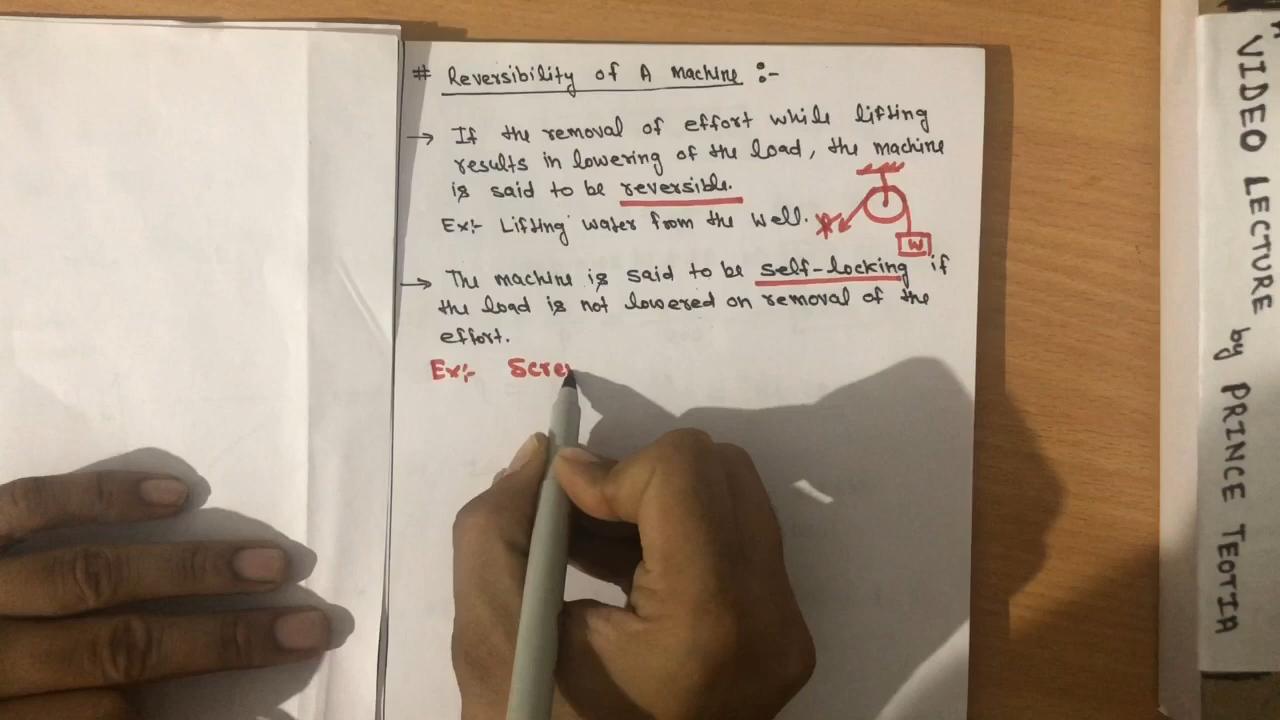 # Reversibility of A Machine :-
→ If the removal of effort while lifting
results in lowering of the load, the machine
is said to be reversible.
Ex:- Lifting water from the well.
W
→ The machine is said to be self-locking if
the load is not lowered on removal of the
effort.
Ex:- Scre
VIDEO LECTURE by PRINCE TEOTIA